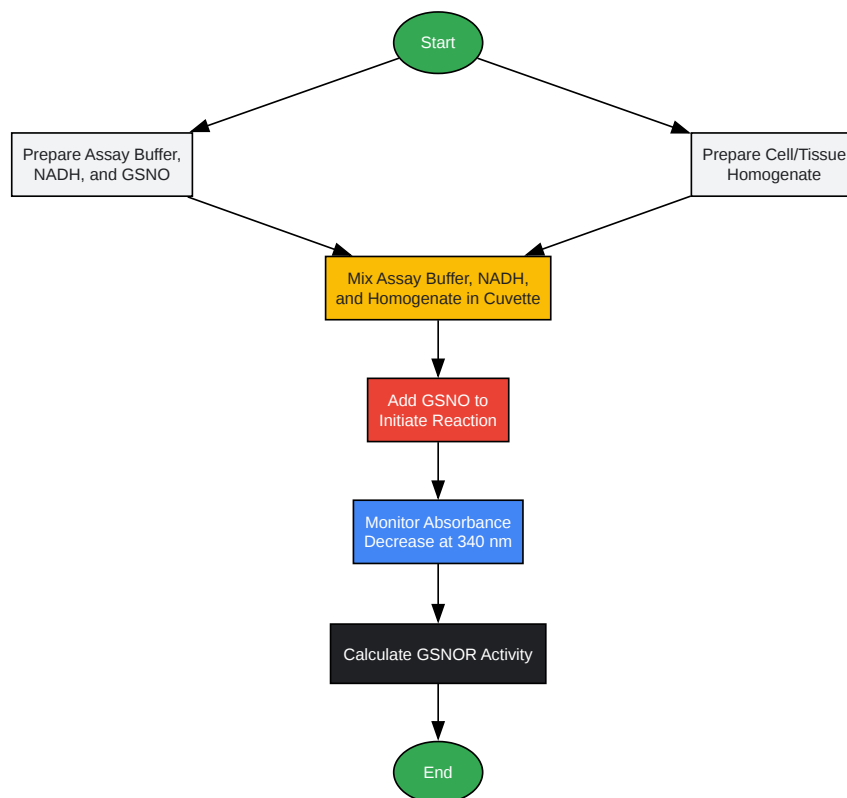 Start
Prepare Assay Buffer,
NADH, and GSNO
Prepare Cell/Tissue
Homogenate
Mix Assay Buffer, NADH,
and Homogenate in Cuvette
Add GSNO to
Initiate Reaction
Monitor Absorbance
Decrease at 340 nm
Calculate GSNOR Activity
End